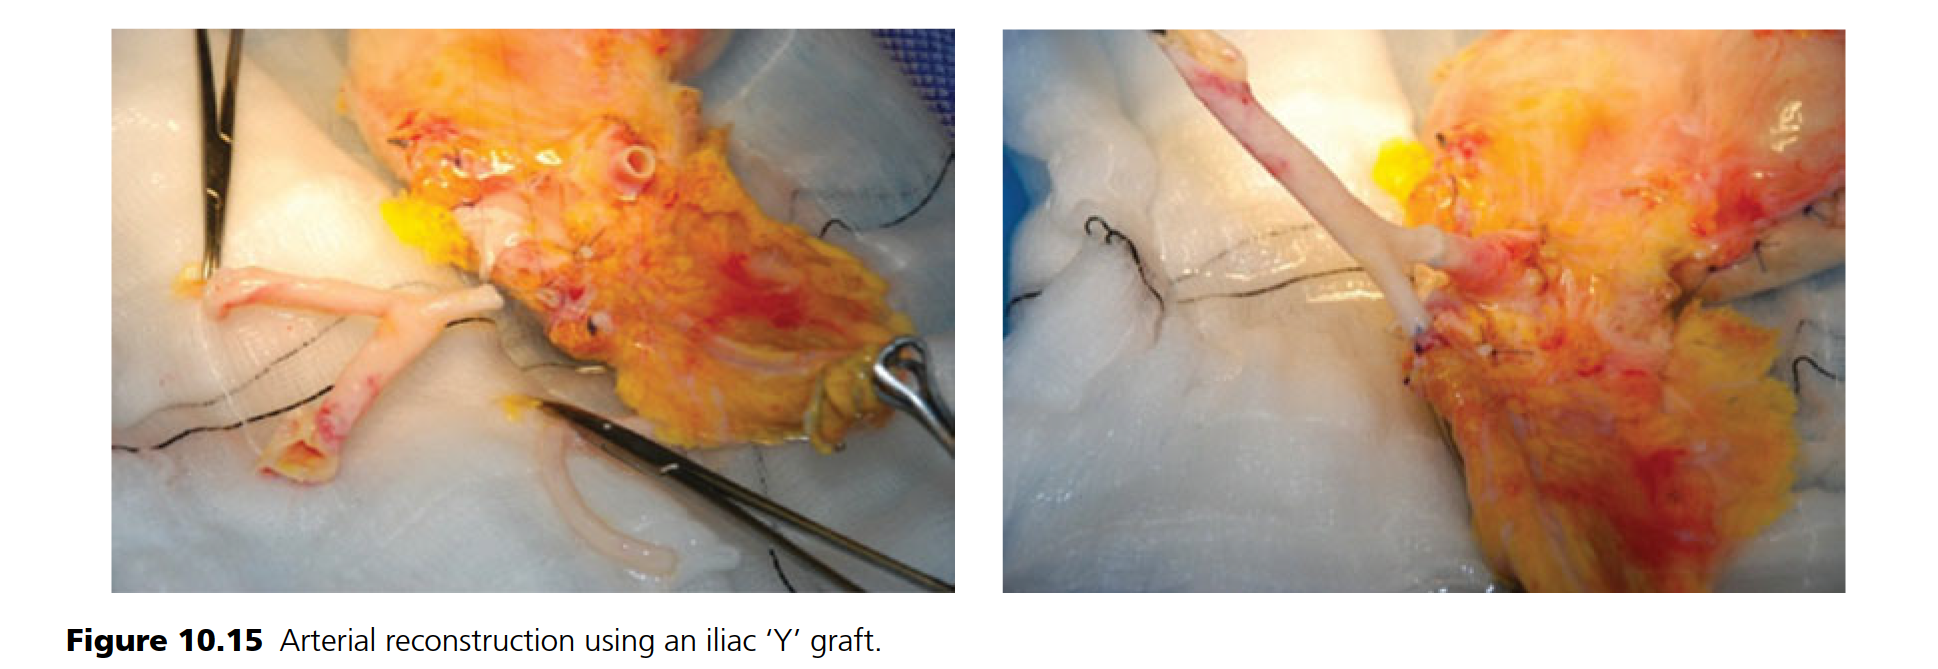 Figure 10.15 Arterial reconstruction using an iliac ‘Y’ graft.